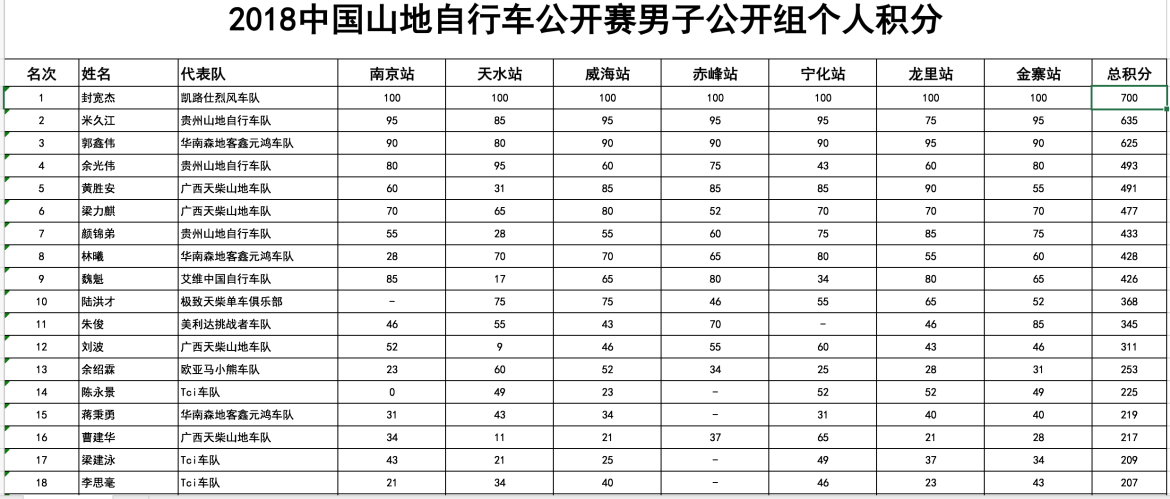 2018中国山地自行车公开赛男子公开组个人积分
名次 姓名 代表队 南京站 天水站 威海站 赤峰站 宁化站 龙里站 金寨站 总积分
1 封宽杰 凯路仕烈风车队 100 100 100 100 100 100 100 700
2 米久江 贵州山地自行车队 95 85 95 95 95 75 95 635
3 郭鑫伟 华南森地客鑫元鸿车队 90 80 90 90 90 95 90 625
4 余光伟 贵州山地自行车队 80 95 60 75 43 60 80 493
5 黄胜安 广西天柴山地车队 60 31 85 85 85 90 55 491
6 梁力麒 广西天柴山地车队 70 65 80 52 70 70 70 477
7 颜锦弟 贵州山地自行车队 55 28 55 60 75 85 75 433
8 林曦 华南森地客鑫元鸿车队 28 70 70 65 80 55 60 428
9 魏魁 艾维中国自行车队 85 17 65 80 34 80 65 426
10 陆洪才 极致天柴单车俱乐部 - 75 75 46 55 65 52 368
11 朱俊 美利达挑战者车队 46 55 43 70 - 46 85 345
12 刘波 广西天柴山地车队 52 9 46 55 60 43 46 311
13 余绍霖 欧亚马小熊车队 23 60 52 34 25 28 31 253
14 陈永景 Tci车队 0 49 23 - 52 52 49 225
15 蒋秉勇 华南森地客鑫元鸿车队 31 43 34 - 31 40 40 219
16 曹建华 广西天柴山地车队 34 11 21 37 65 21 28 217
17 梁建泳 Tci车队 43 21 25 - 49 37 34 209
18 李思毫 Tci车队 21 34 40 - 46 23 43 207